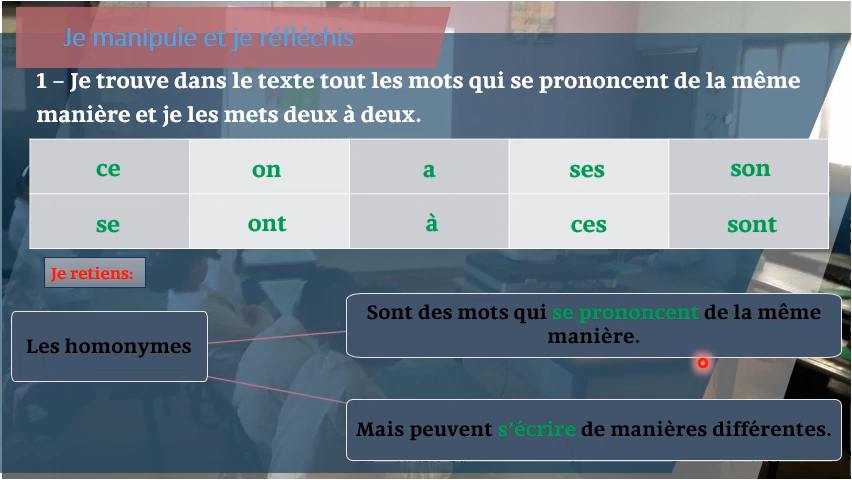 Je manipule et je réfléchis
1 – Je trouve dans le texte tout les mots qui se prononcent de la même
manière et je les mets deux à deux.
ce on a ses son
se ont à ces sont
Je retiens:
Sont des mots qui se prononcent de la même
manière.
Les homonymes
Mais peuvent s'écrire de manières différentes.